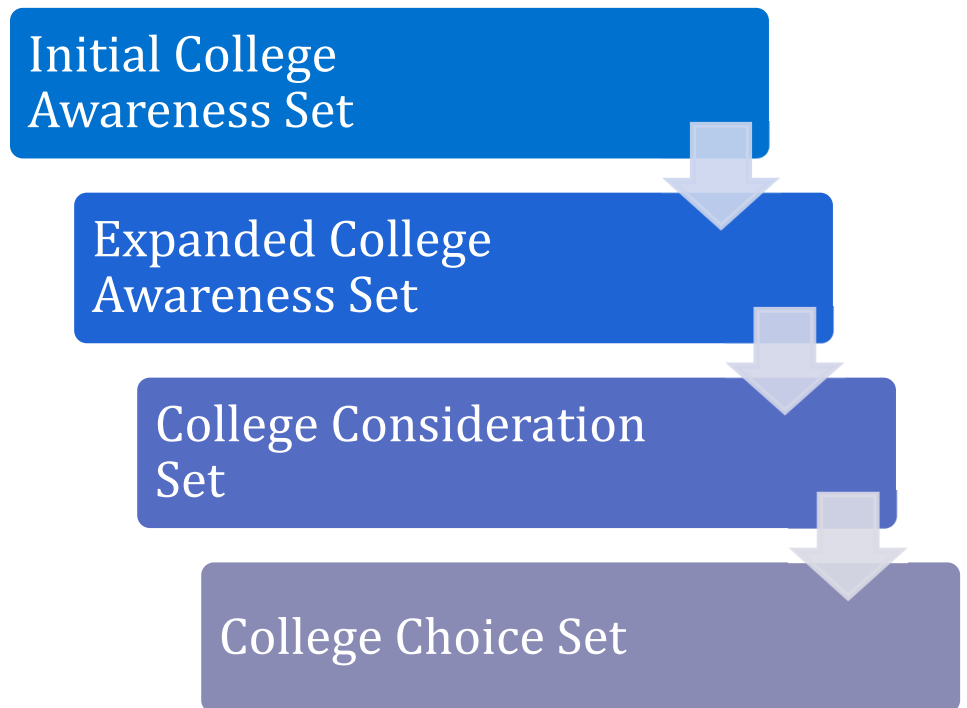 Initial College
Awareness Set
Expanded College
Awareness Set
College Consideration
Set
College Choice Set